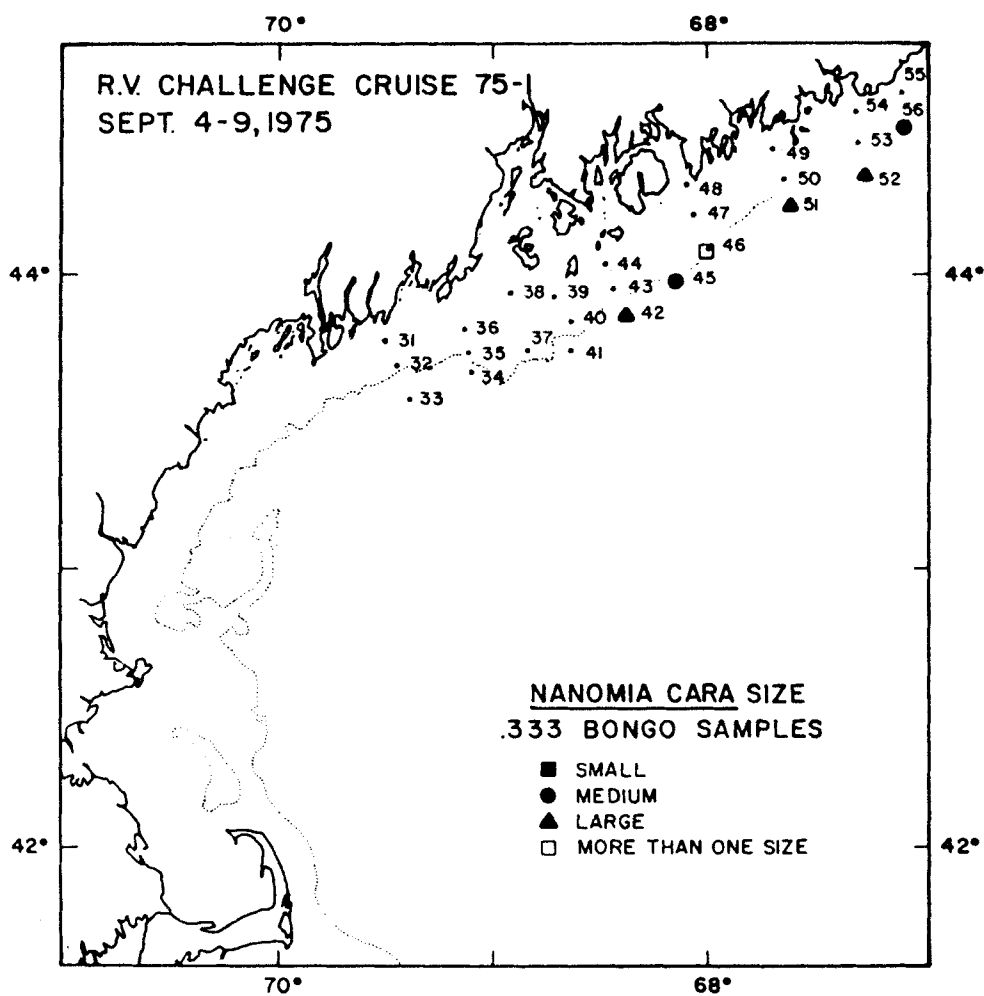 70° 68°
R.V. CHALLENGE CRUISE 75-1
SEPT. 4-9, 1975
55
54
56
53
49
52
50
48
51
47
46
44° 44 45 44°
38 39 43
40 42
36 37
31 35 41
32 34
33
NANOMIA CARA SIZE
.333 BONGO SAMPLES
SMALL
MEDIUM
LARGE
42° MORE THAN ONE SIZE 42°
70° 68°